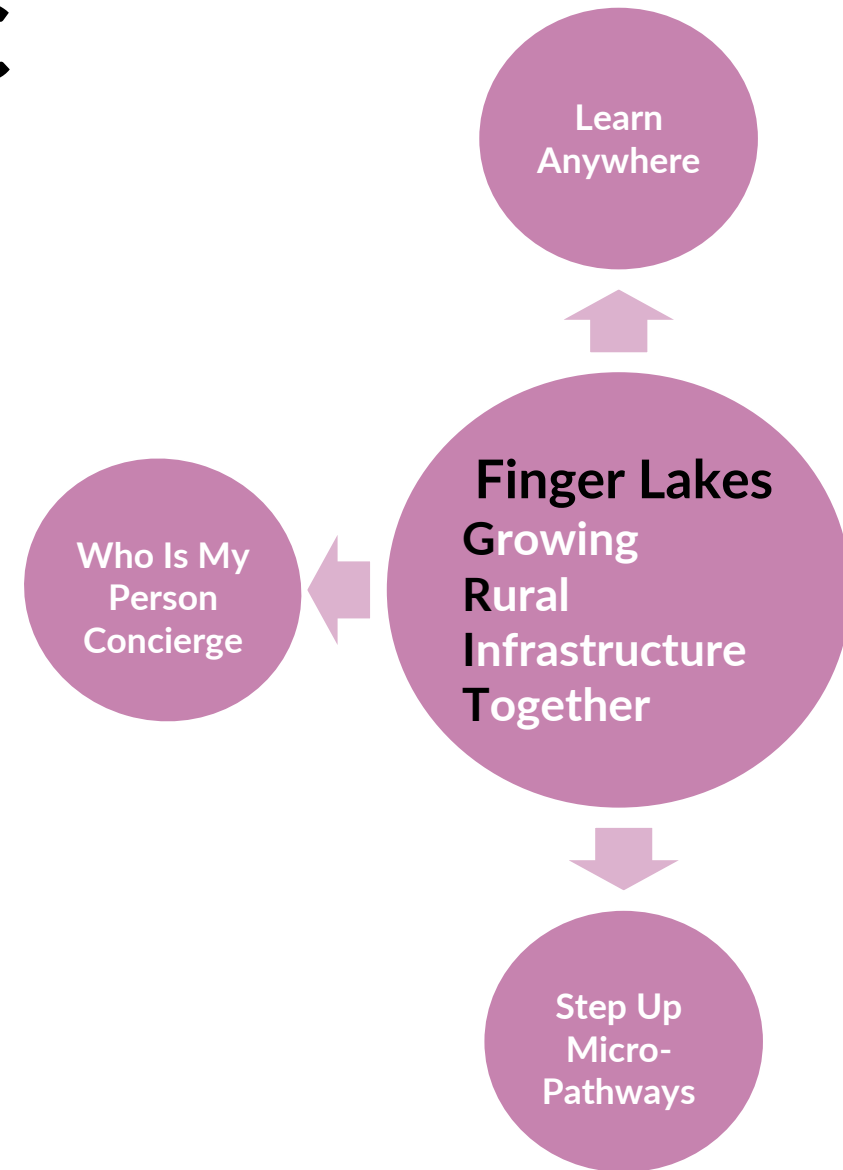 Learn
Anywhere
Finger Lakes
Growing
Rural
Infrastructure
Together
Who Is My
Person
Concierge
Step Up
Micro-
Pathways